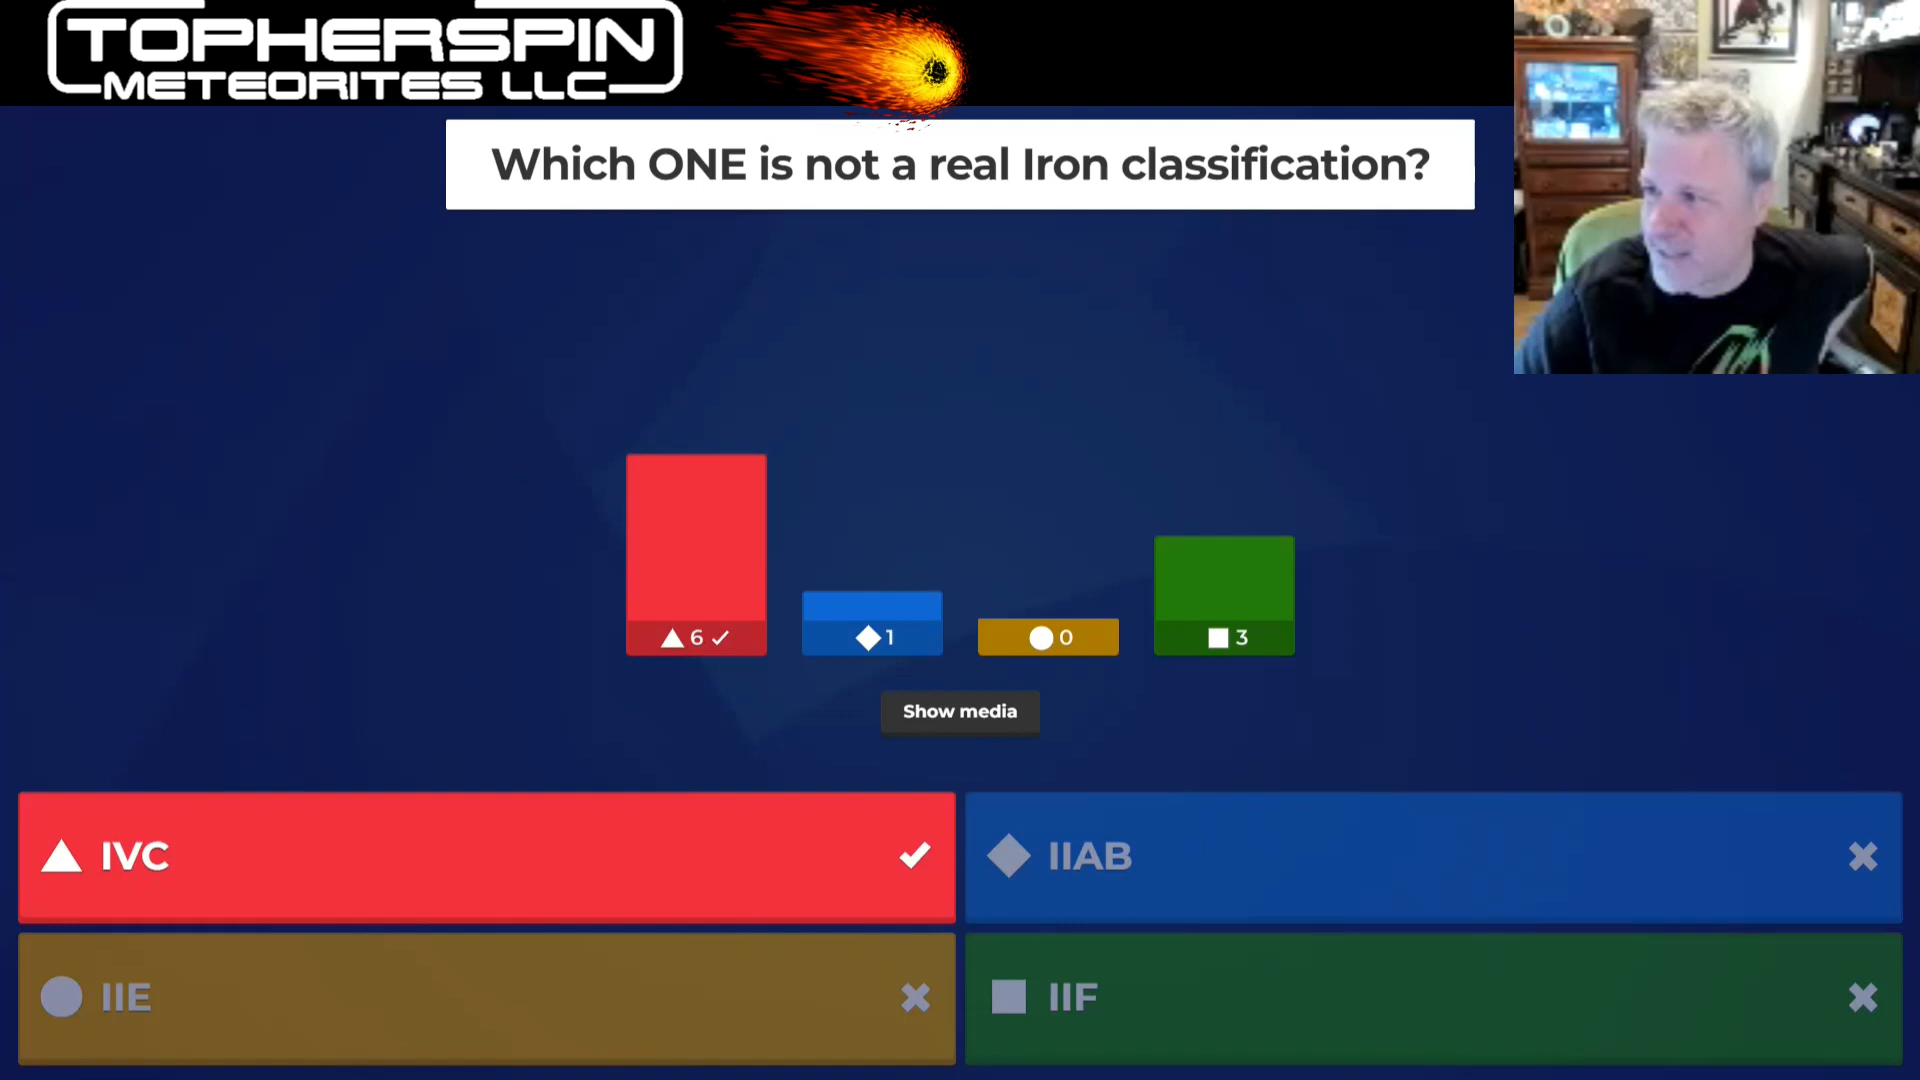 TOPHERSPIN
METEORITES LLC
Which ONE is not a real Iron classification?
6
1
0
3
Show media
IVC
IIAB
IIE
IIF